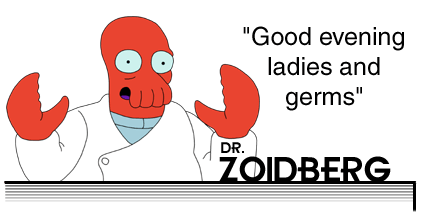 "Good evening
ladies and
germs"
DR.
ZOIDBERG